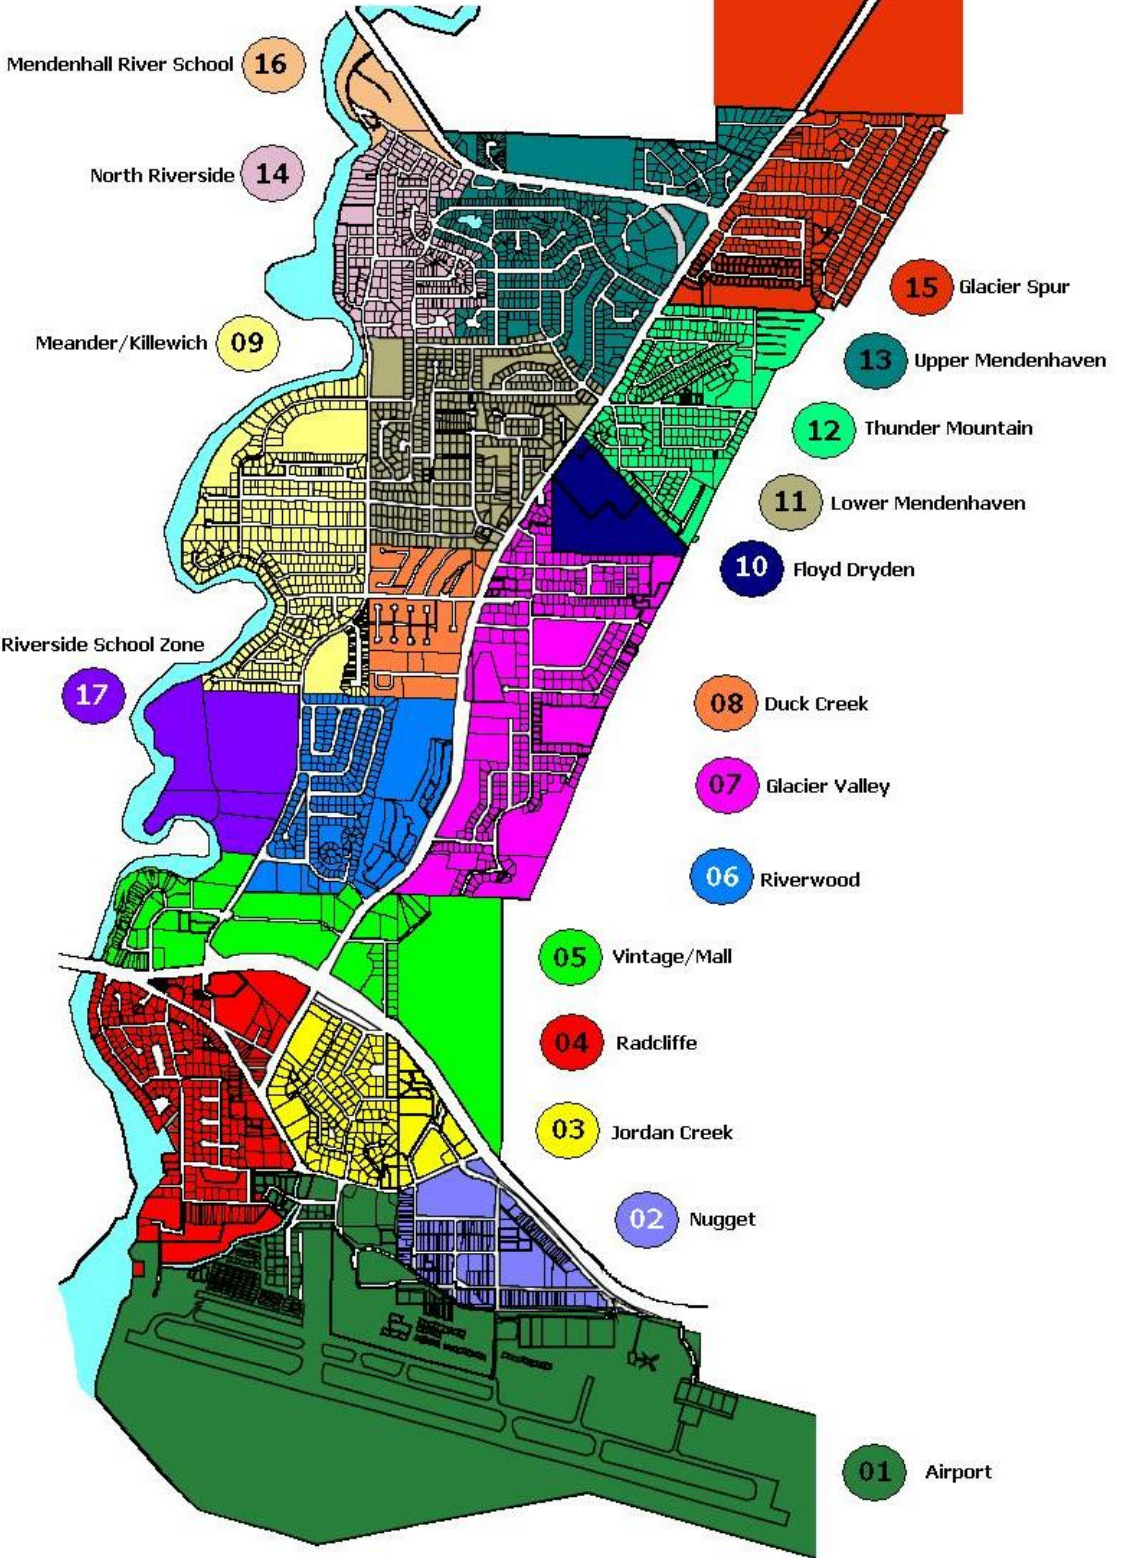 Mendenhall River School 16
North Riverside 14
15 Glacier Spur
Meander/Killewich 09
13 Upper Mendenhaven
12 Thunder Mountain
11 Lower Mendenhaven
10 Floyd Dryden
Riverside School Zone
17
08 Duck Creek
07 Glacier Valley
06 Riverwood
05 Vintage/Mall
04 Radcliffe
03 Jordan Creek
02 Nugget
01 Airport